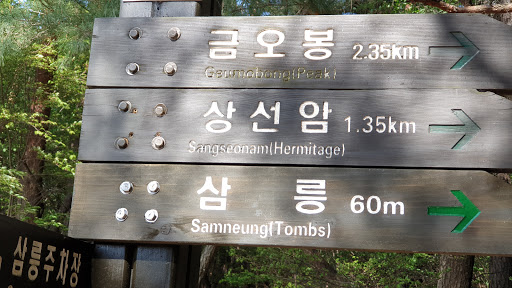 금오봉 2.35km
Geumobong(Peak)
상선암 1.35km
Sangseonam(Hermitage)
삼릉 60m
Samneung(Tombs)
삼릉주차장